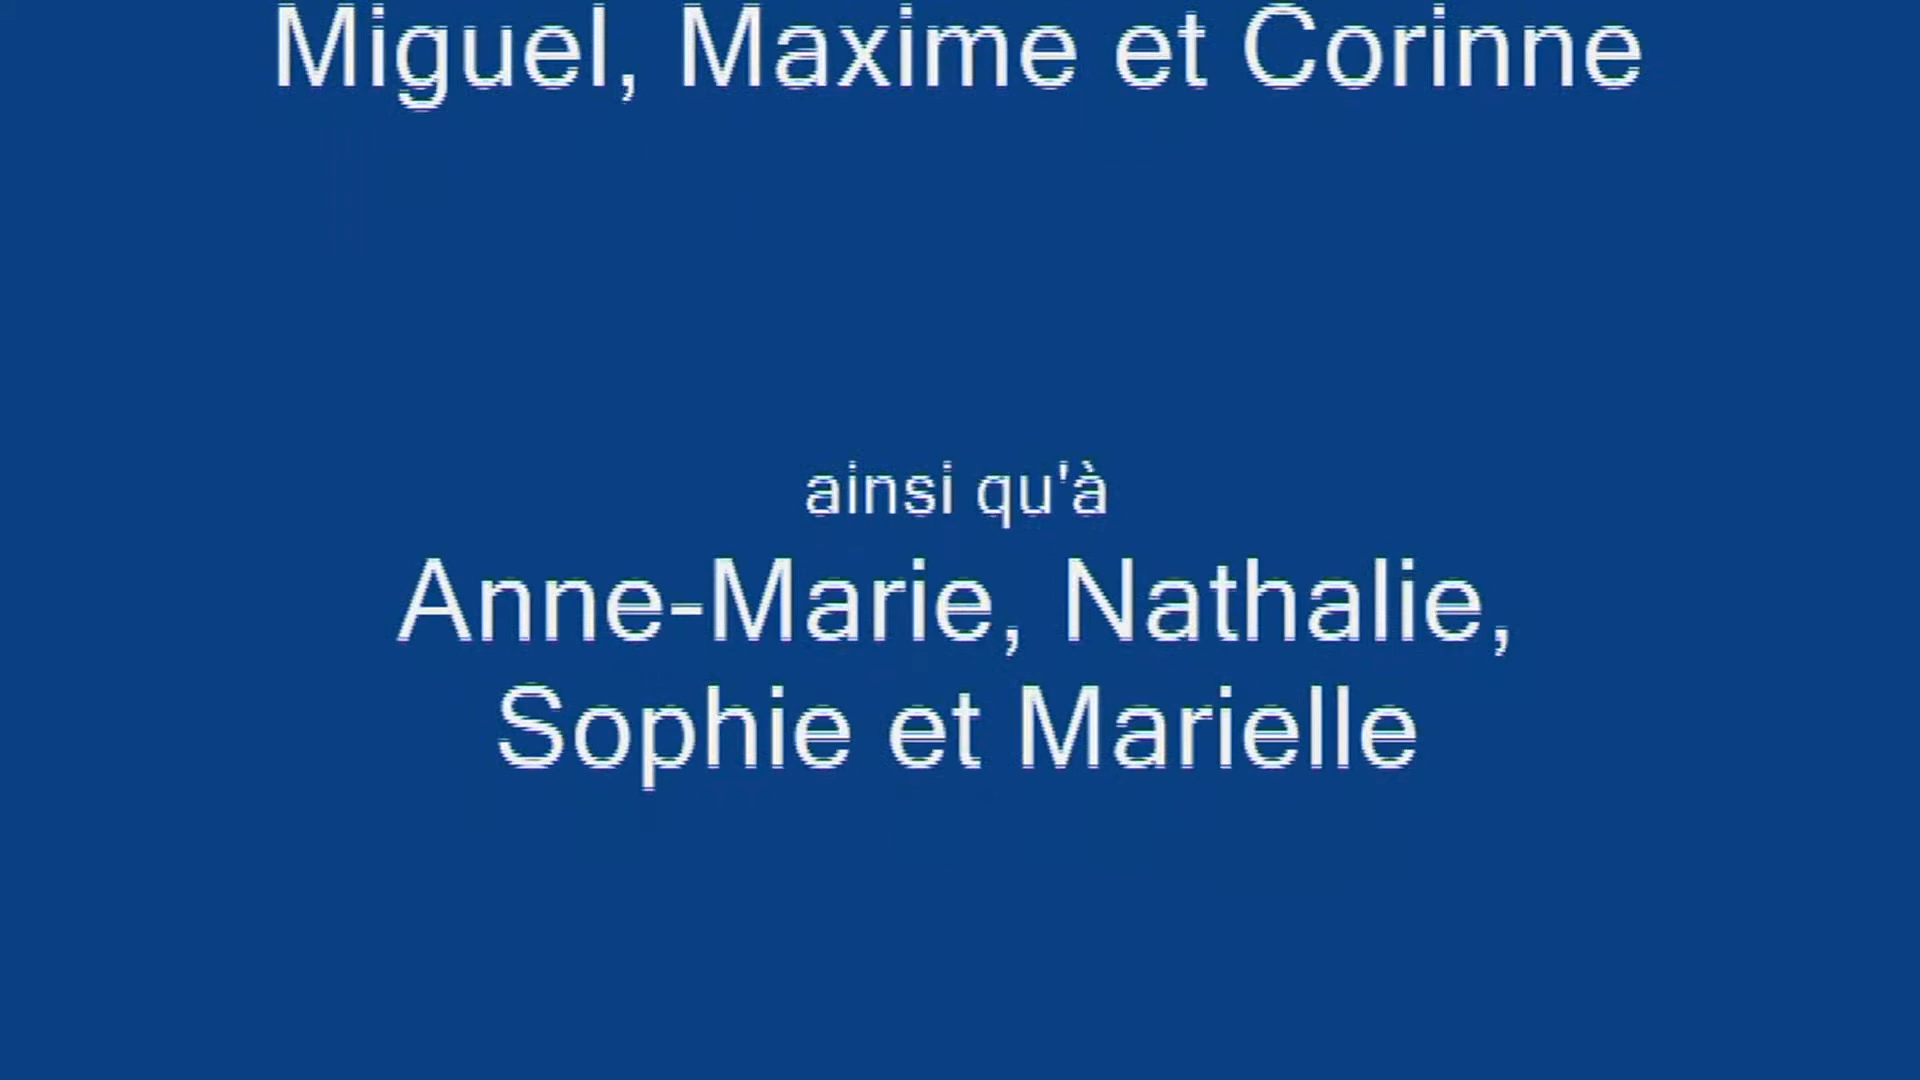 Miguel, Maxime et Corinne
ainsi qu'à
Anne-Marie, Nathalie,
Sophie et Marielle